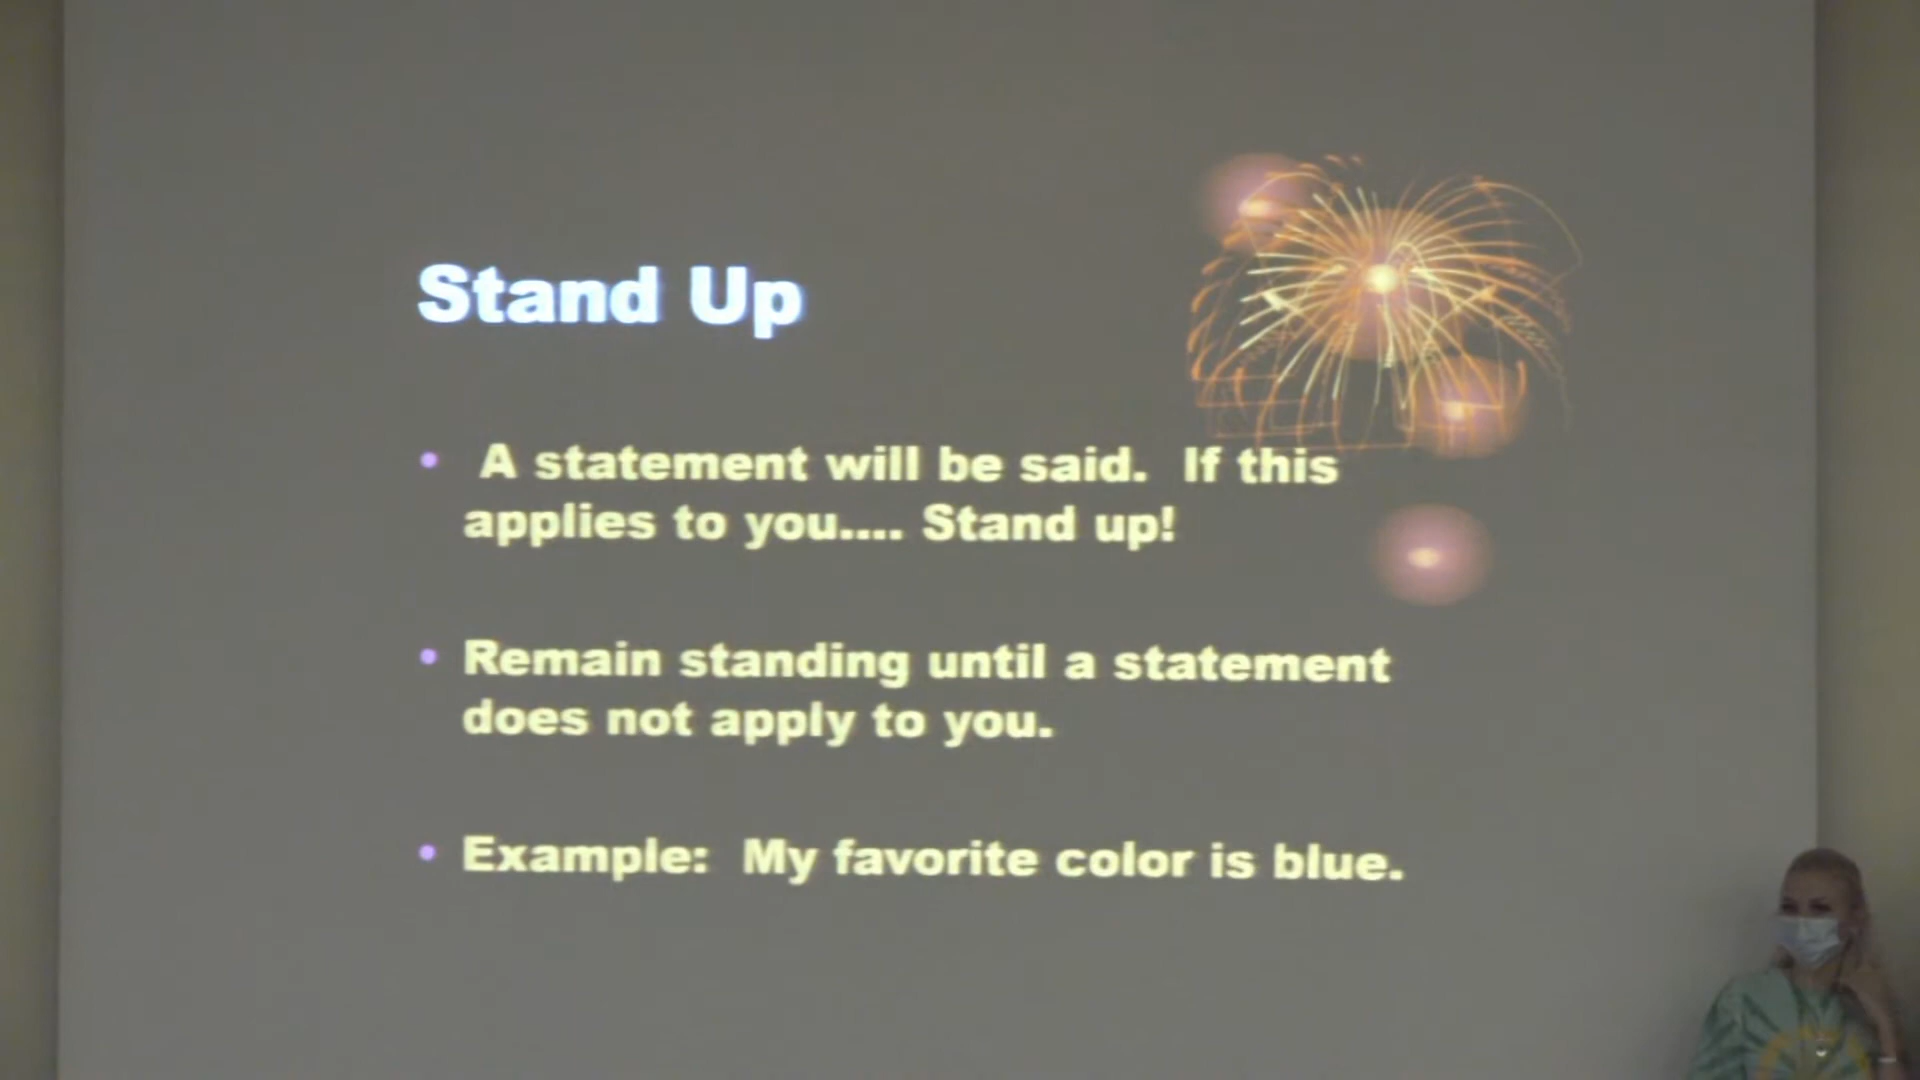 Stand Up
• A statement will be said. If this
applies to you.... Stand up!
• Remain standing until a statement
does not apply to you.
• Example: My favorite color is blue.